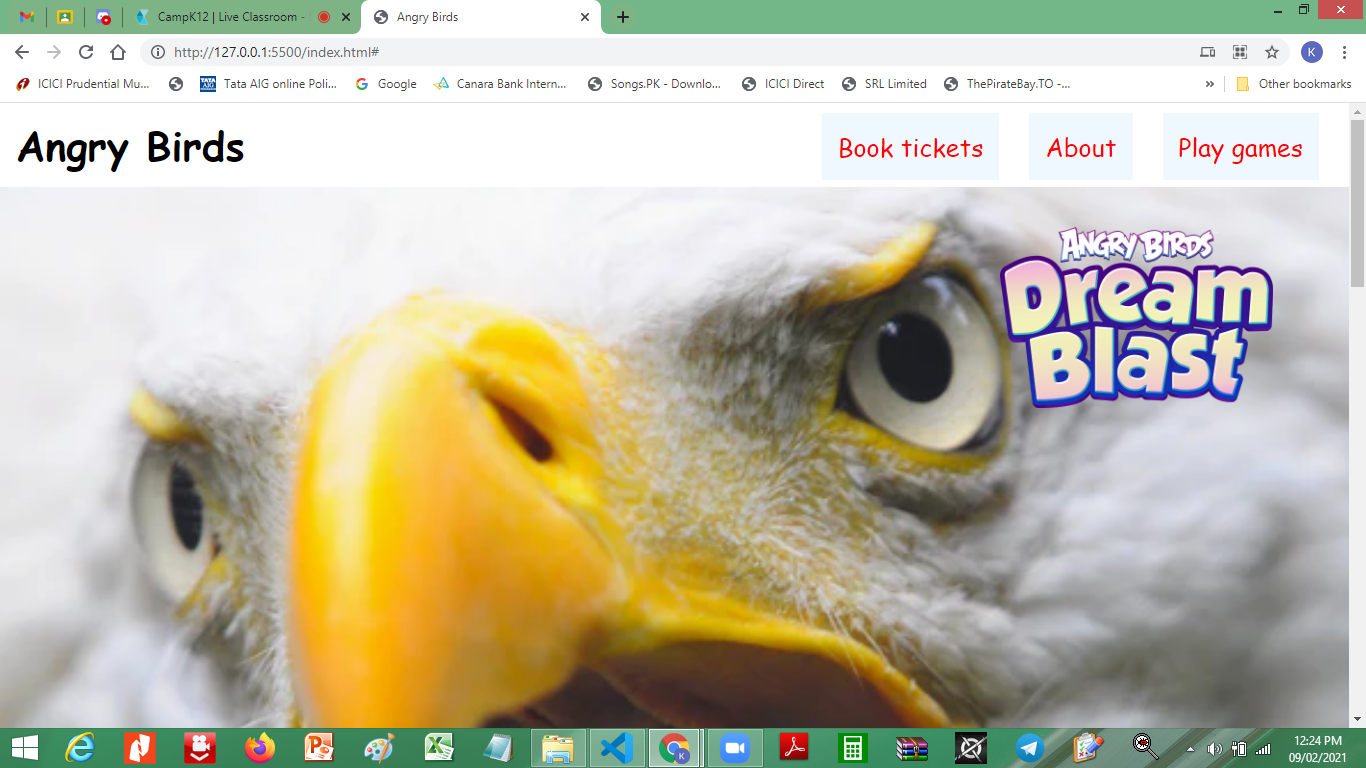 CampK12 | Live Classroom -
Angry Birds
http://127.0.0.1:5500/index.html#
K
ICICI Prudential Mu...
TATA AIG
Tata AIG online Poli...
Google
Canara Bank Intern...
Songs.PK - Downlo...
ICICI Direct
SRL Limited
ThePirateBay.TO -...
»
Other bookmarks
Angry Birds
Book tickets
About
Play games
ANGRY BIRDS
Dream
Blast
12:24 PM
09/02/2021